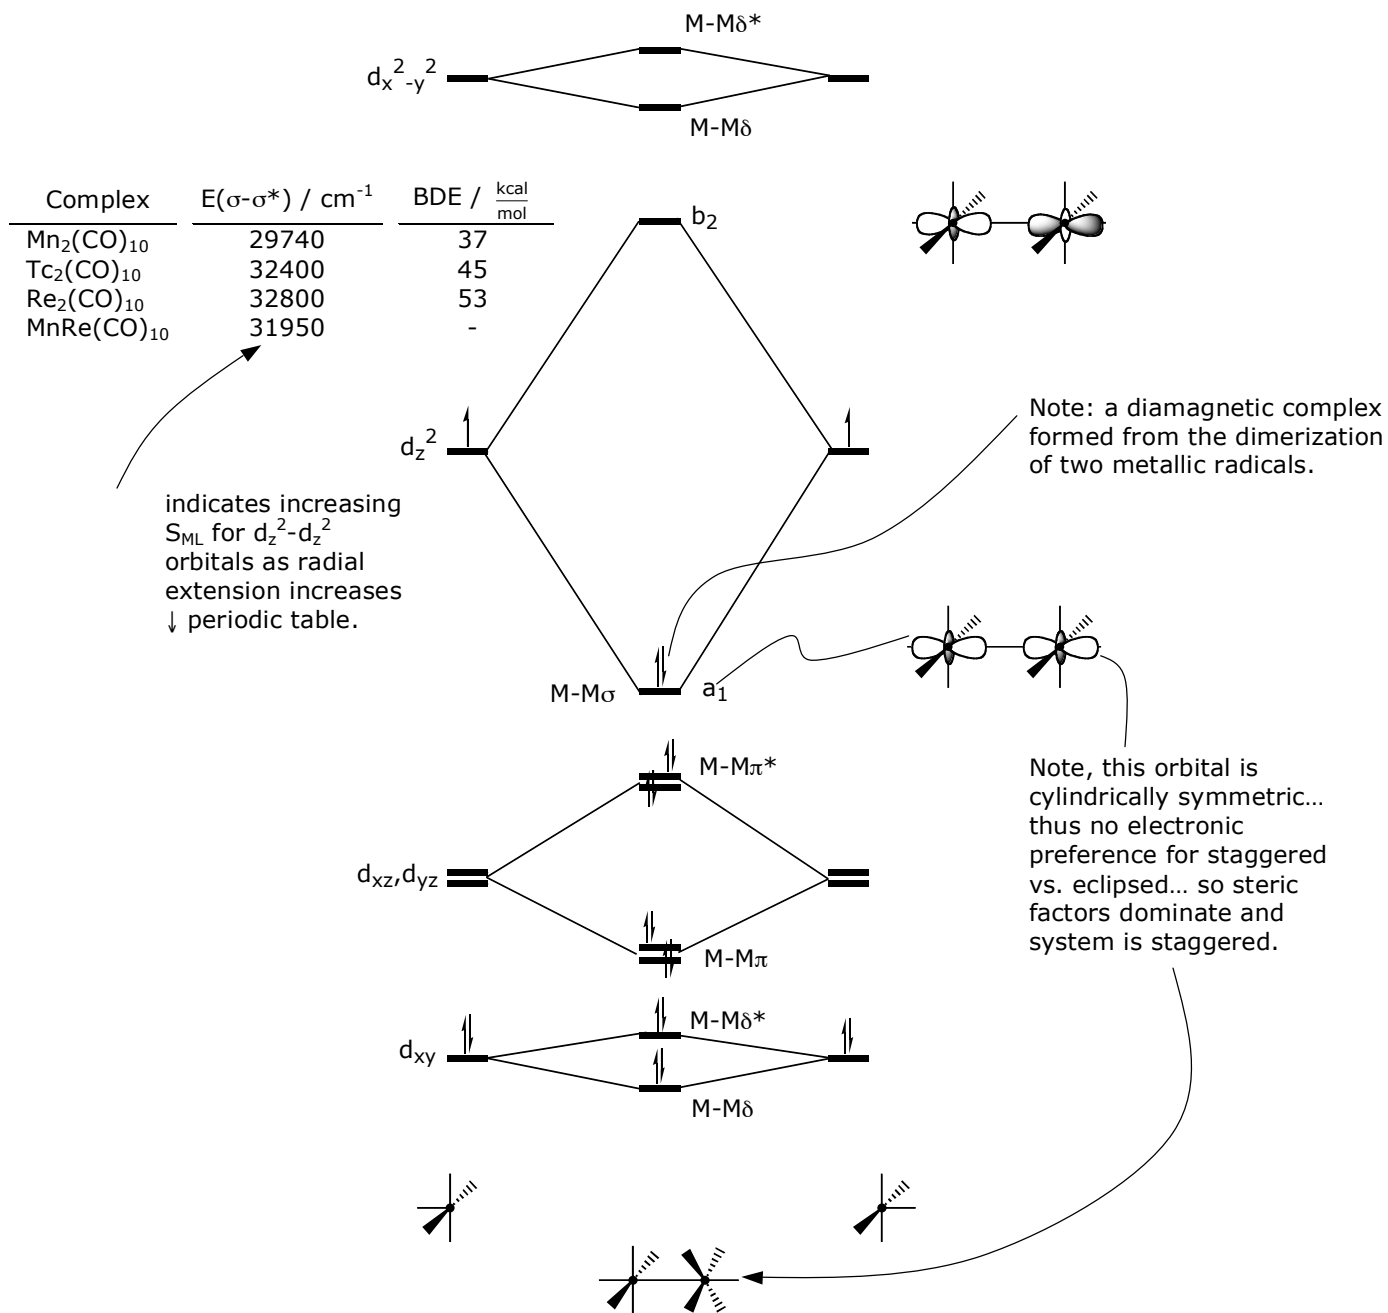 M-Mδ*
dx²-y²
M-Mδ
Complex E(σ-σ*) / cm⁻¹ BDE / kcal/mol
Mn₂(CO)₁₀ 29740 37
Tc₂(CO)₁₀ 32400 45
Re₂(CO)₁₀ 32800 53
MnRe(CO)₁₀ 31950 -
b₂
Note: a diamagnetic complex
formed from the dimerization
of two metallic radicals.
dz²
indicates increasing
S_ML for dz²-dz²
orbitals as radial
extension increases
↓ periodic table.
M-Mσ
a₁
M-Mπ*
Note, this orbital is
cylindrically symmetric...
thus no electronic
preference for staggered
vs. eclipsed... so steric
factors dominate and
system is staggered.
dxz,dyz
M-Mπ
M-Mδ*
dxy
M-Mδ